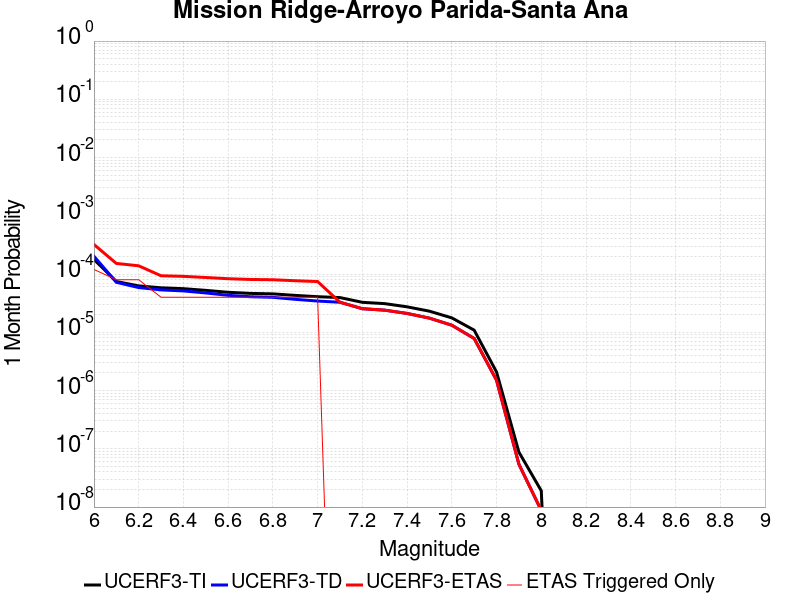 Mission Ridge-Arroyo Parida-Santa Ana
10^0
10^-1
10^-2
10^-3
10^-4
10^-5
10^-6
10^-7
10^-8
1 Month Probability
6 6.2 6.4 6.6 6.8 7 7.2 7.4 7.6 7.8 8 8.2 8.4 8.6 8.8 9
Magnitude
UCERF3-TI UCERF3-TD UCERF3-ETAS ETAS Triggered Only